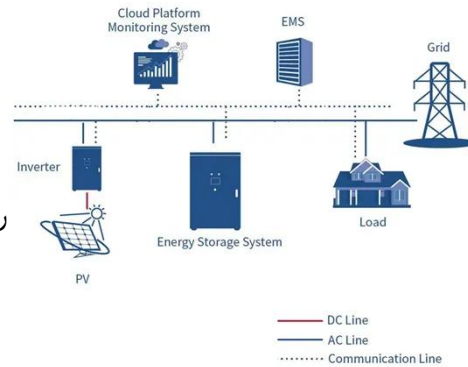 Cloud Platform
Monitoring System
EMS
Grid
Inverter
Energy Storage System
Load
PV
DC Line
AC Line
Communication Line